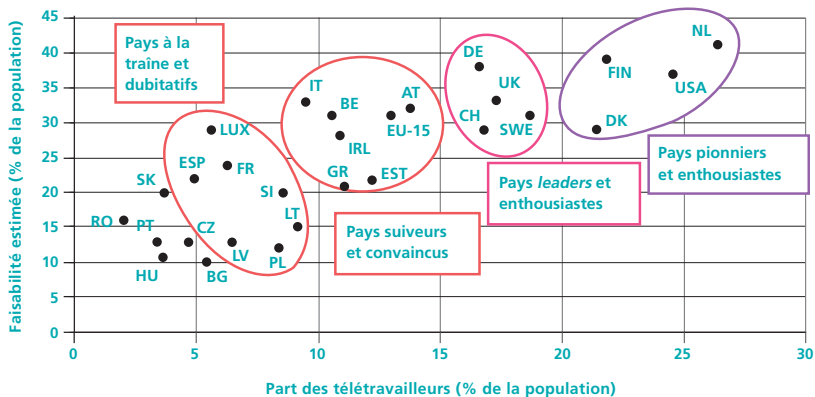 Faisabilité estimée (% de la population)
45
40
35
30
25
20
15
10
5
0
Pays à la
traîne et
dubitatifs
NL
DE
FIN
UK
USA
IT
BE
AT
CH
SWE
DK
LUX
IRL
EU-15
ESP
FR
GR
EST
SK
SI
RO
PT
CZ
LT
HU
BG
LV
PL
Pays suiveurs
et convaincus
Pays leaders et
enthousiastes
Pays pionniers
et enthousiastes
0 5 10 15 20 25 30
Part des télétravailleurs (% de la population)